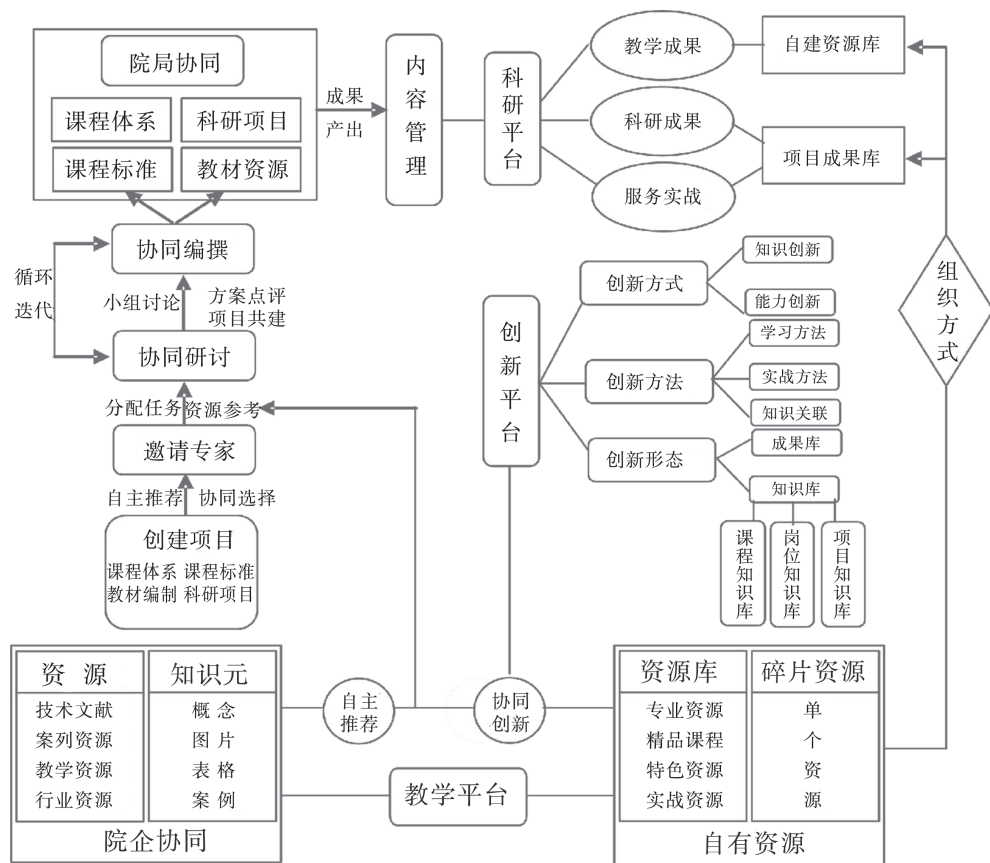 院局协同
课程体系
科研项目
课程标准
教材资源
成果
产出
内容管理
科研平台
教学成果
科研成果
服务实战
自建资源库
项目成果库
组织方式
协同编撰
循环
迭代
小组讨论
方案点评
项目共建
协同研讨
分配任务
资源参考
邀请专家
自主推荐
协同选择
创建项目
课程体系 课程标准
教材编制 科研项目
创新平台
创新方式
知识创新
能力创新
创新方法
学习方法
实战方法
知识关联
创新形态
成果库
知识库
课程知识库
岗位知识库
项目知识库
资 源
技术文献
案列资源
教学资源
行业资源
知识元
概 念
图 片
表 格
案 例
院企协同
自主
推荐
协同
创新
教学平台
资源库
专业资源
精品课程
特色资源
实战资源
碎片资源
单
个
资
源
自有资源